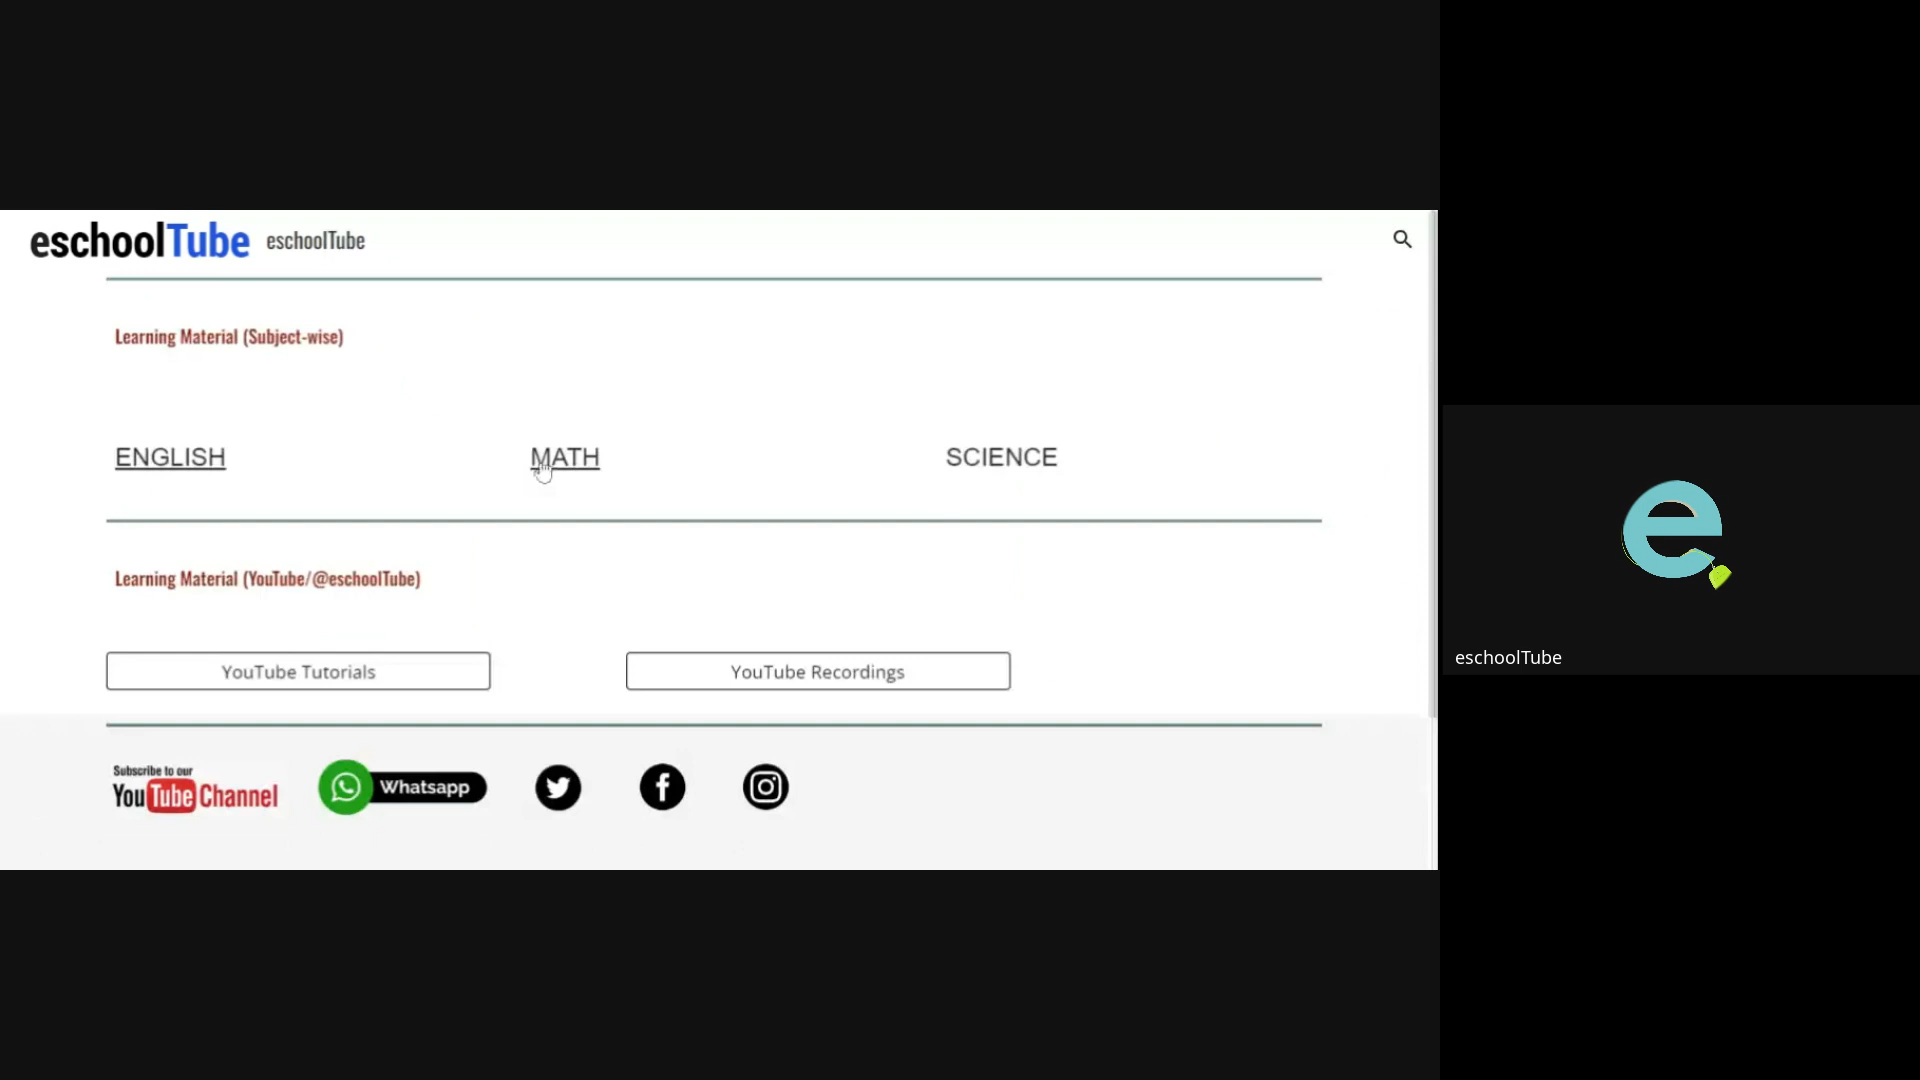 eschoolTube eschoolTube
Learning Material (Subject-wise)
ENGLISH MATH SCIENCE
Learning Material (YouTube/@eschoolTube)
YouTube Tutorials YouTube Recordings
Subscribe to our
YouTube Channel
Whatsapp
eschoolTube